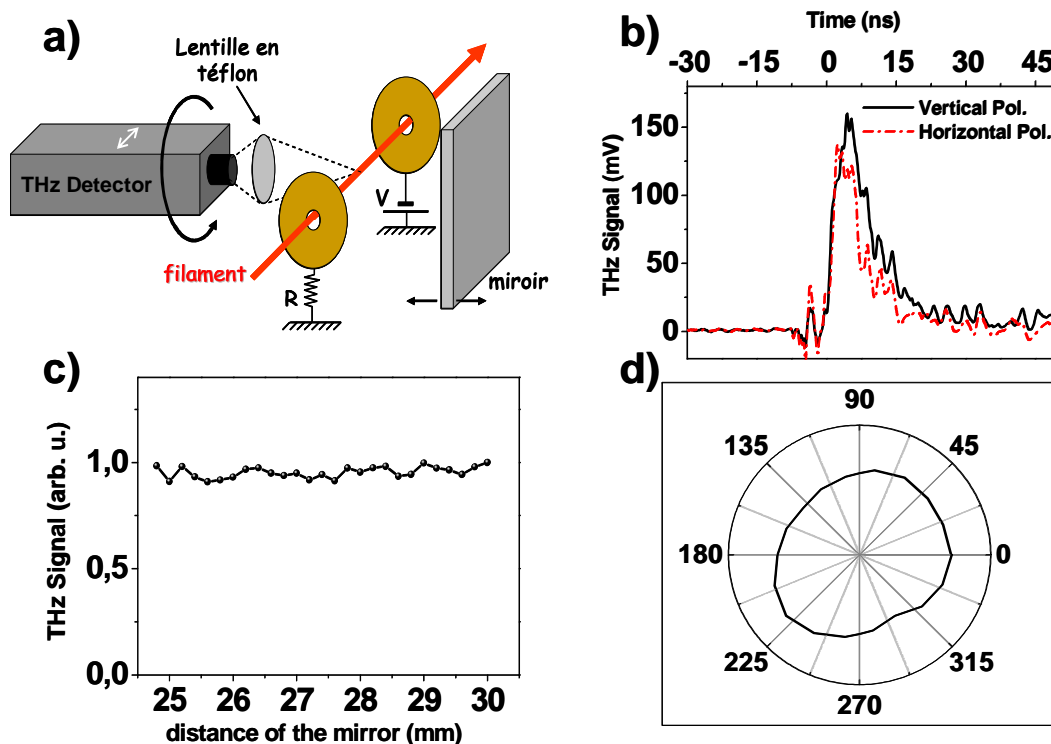 a)
Lentille en
téflon
THz Detector
V
filament
R
miroir
b)
Time (ns)
-30 -15 0 15 30 45
Vertical Pol.
Horizontal Pol.
THz Signal (mV)
150
100
50
0
c)
THz Signal (arb. u.)
1,0
0,5
0,0
25 26 27 28 29 30
distance of the mirror (mm)
d)
90
135 45
180 0
225 315
270